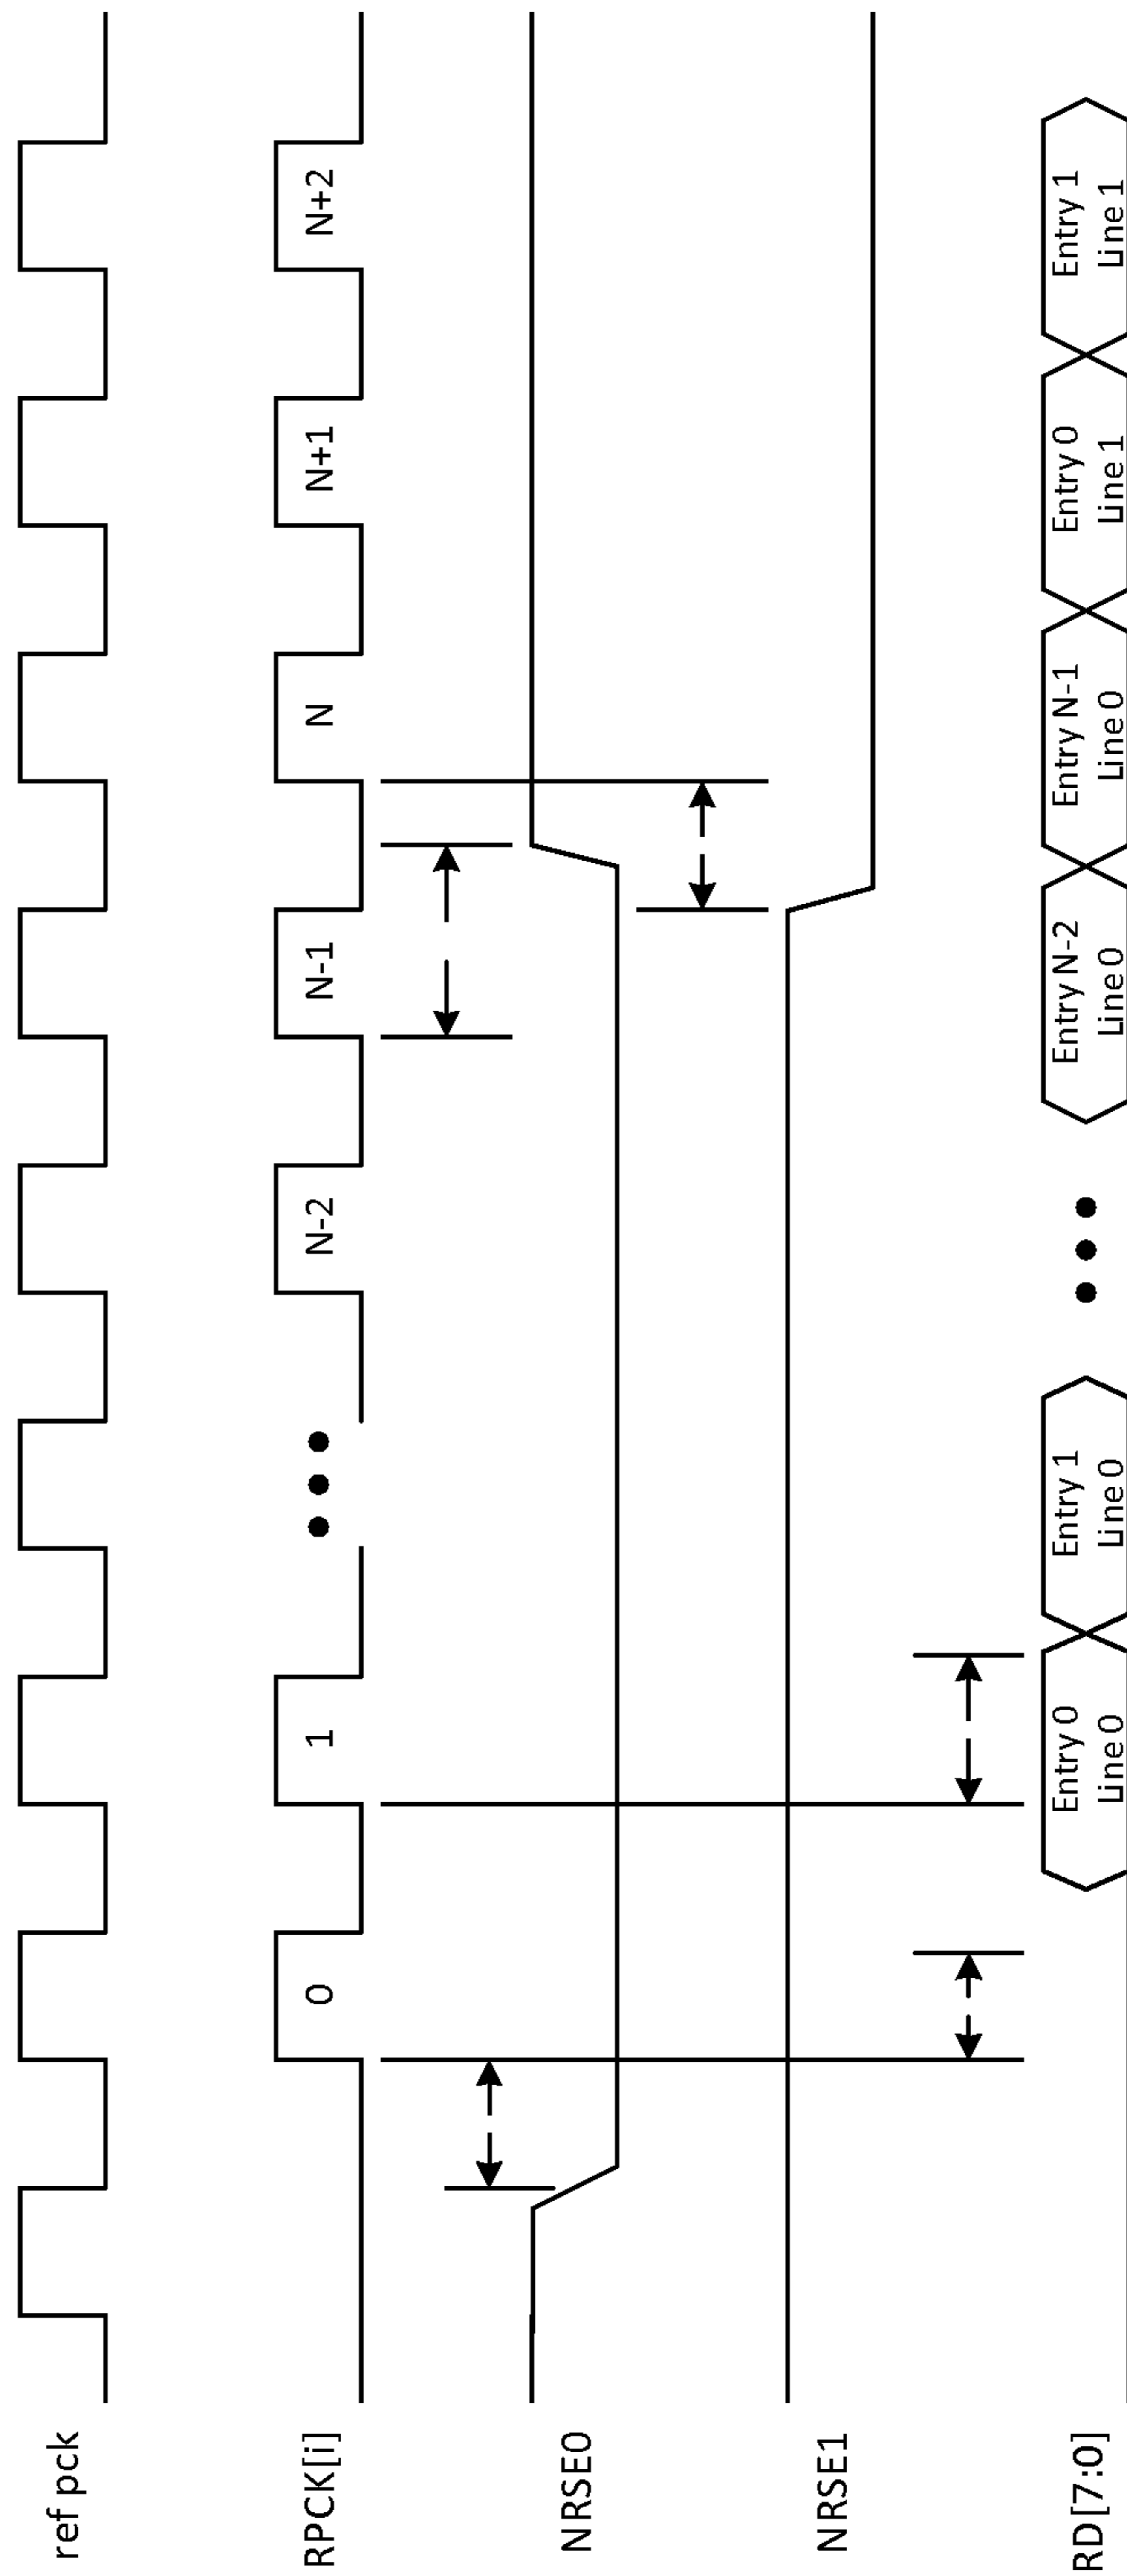 ref pck
RPCK[i]
0
1
N-2
N-1
N
N+1
N+2
NRSE0
NRSE1
RD[7:0]
Entry 0
Line 0
Entry 1
Line 0
Entry N-2
Line 0
Entry N-1
Line 0
Entry 0
Line 1
Entry 1
Line 1